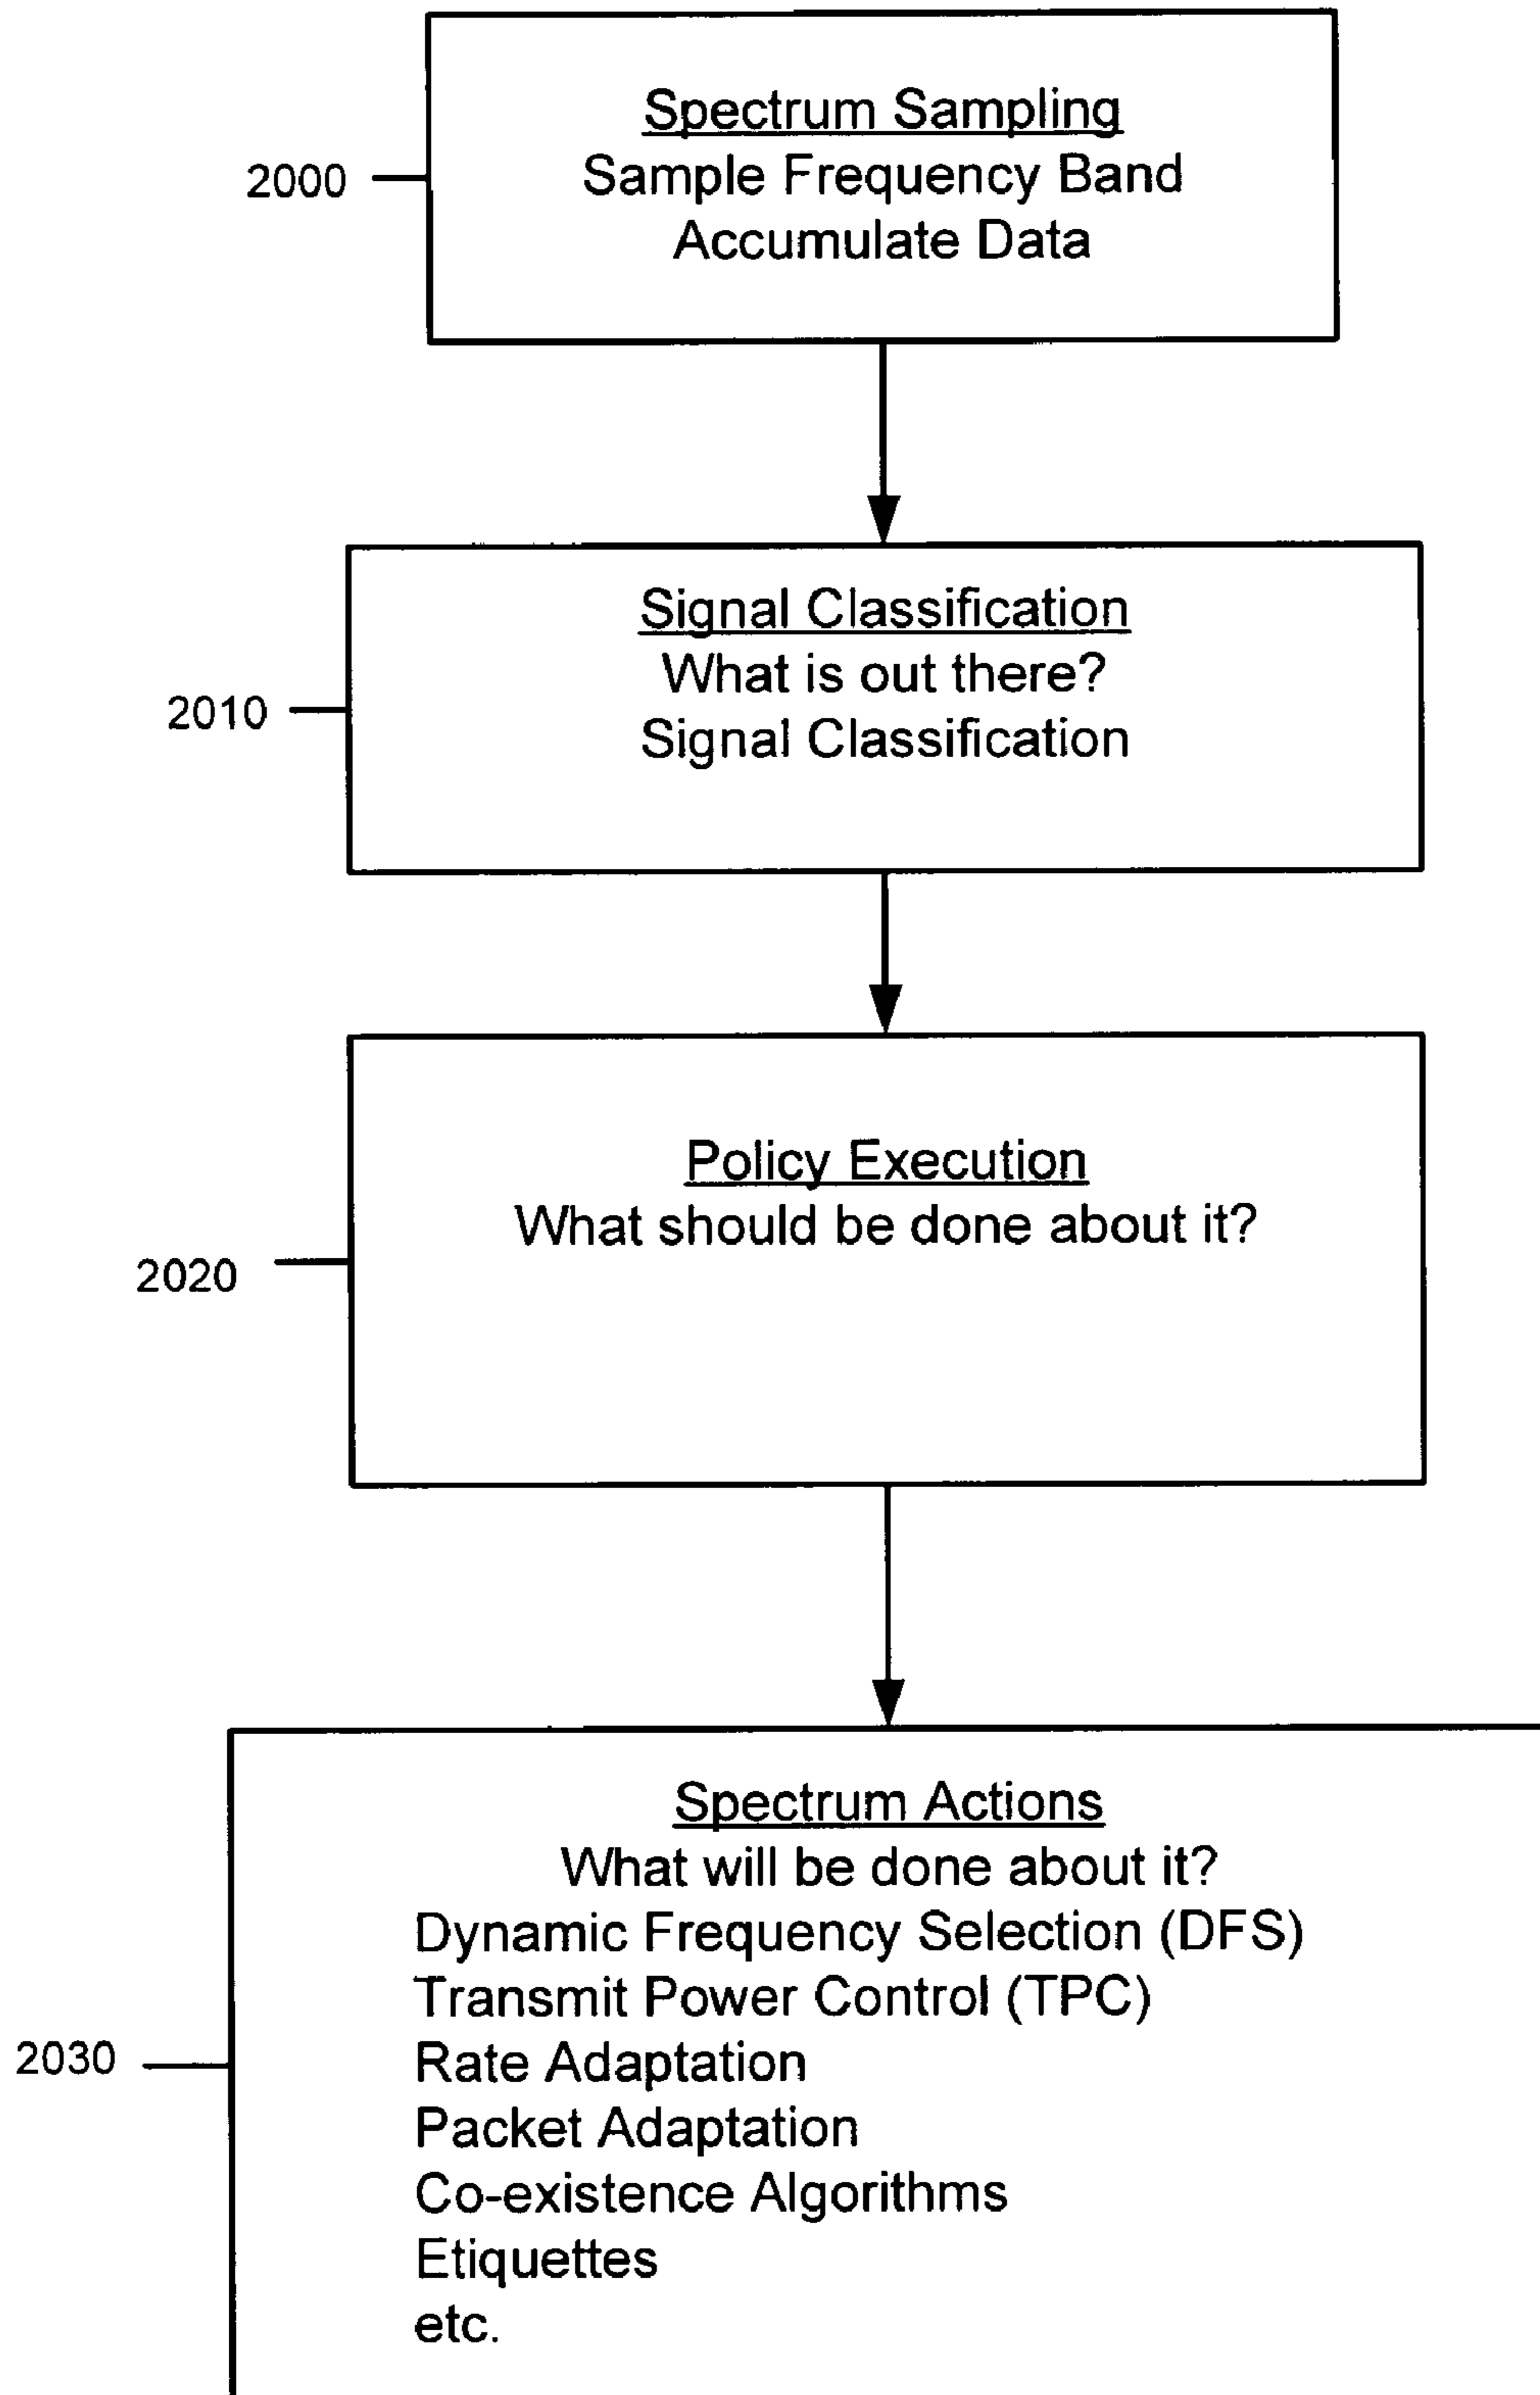 Spectrum Sampling
Sample Frequency Band
Accumulate Data
2000
Signal Classification
What is out there?
Signal Classification
2010
Policy Execution
What should be done about it?
2020
Spectrum Actions
What will be done about it?
Dynamic Frequency Selection (DFS)
Transmit Power Control (TPC)
Rate Adaptation
Packet Adaptation
Co-existence Algorithms
Etiquettes
etc.
2030